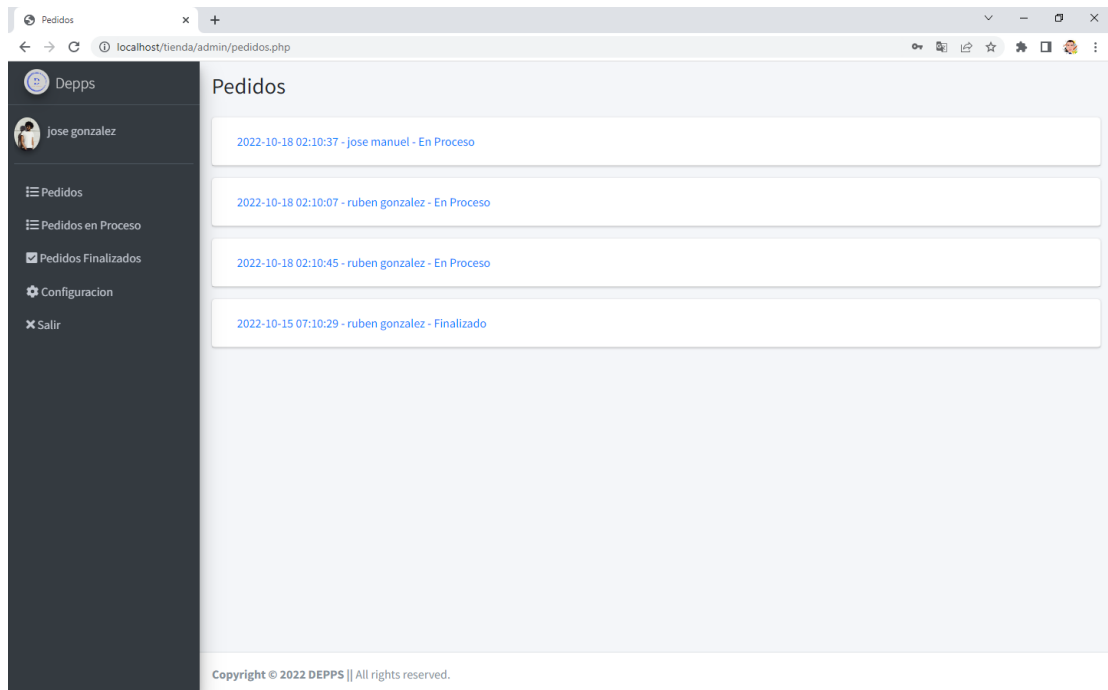 Pedidos
localhost/tienda/admin/pedidos.php
Depps
jose gonzalez
Pedidos
Pedidos en Proceso
Pedidos Finalizados
Configuracion
Salir
Pedidos
2022-10-18 02:10:37 - jose manuel - En Proceso
2022-10-18 02:10:07 - ruben gonzalez - En Proceso
2022-10-18 02:10:45 - ruben gonzalez - En Proceso
2022-10-15 07:10:29 - ruben gonzalez - Finalizado
Copyright © 2022 DEPPS || All rights reserved.